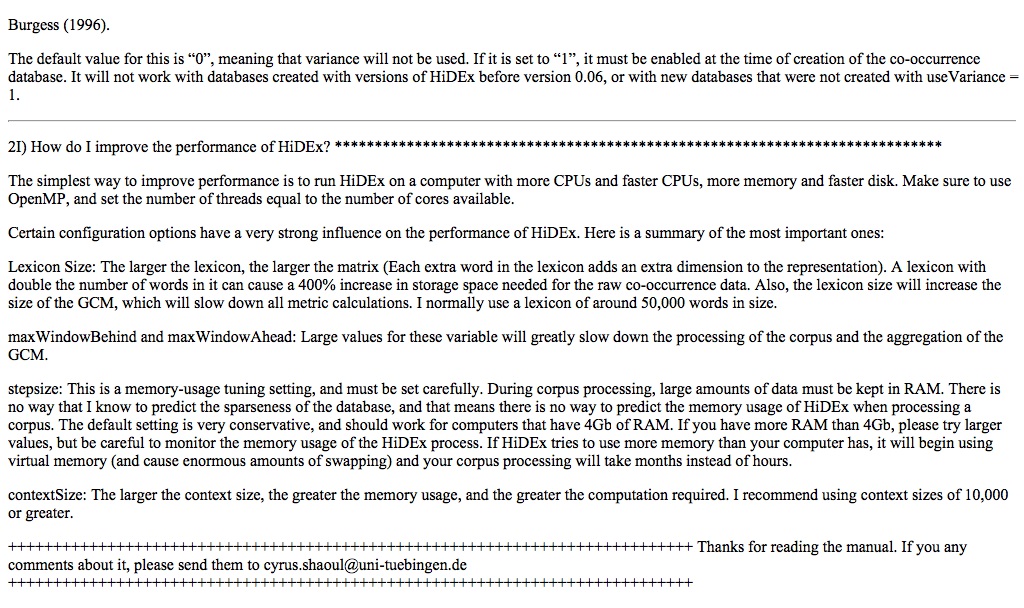 Burgess (1996).
The default value for this is “0”, meaning that variance will not be used. If it is set to “1”, it must be enabled at the time of creation of the co-occurrence
database. It will not work with databases created with versions of HiDEx before version 0.06, or with new databases that were not created with useVariance =
1.
2I) How do I improve the performance of HiDEx? ******************************************************************************
The simplest way to improve performance is to run HiDEx on a computer with more CPUs and faster CPUs, more memory and faster disk. Make sure to use
OpenMP, and set the number of threads equal to the number of cores available.
Certain configuration options have a very strong influence on the performance of HiDEx. Here is a summary of the most important ones:
Lexicon Size: The larger the lexicon, the larger the matrix (Each extra word in the lexicon adds an extra dimension to the representation). A lexicon with
double the number of words in it can cause a 400% increase in storage space needed for the raw co-occurrence data. Also, the lexicon size will increase the
size of the GCM, which will slow down all metric calculations. I normally use a lexicon of around 50,000 words in size.
maxWindowBehind and maxWindowAhead: Large values for these variable will greatly slow down the processing of the corpus and the aggregation of the
GCM.
stepsize: This is a memory-usage tuning setting, and must be set carefully. During corpus processing, large amounts of data must be kept in RAM. There is
no way that I know to predict the sparseness of the database, and that means there is no way to predict the memory usage of HiDEx when processing a
corpus. The default setting is very conservative, and should work for computers that have 4Gb of RAM. If you have more RAM than 4Gb, please try larger
values, but be careful to monitor the memory usage of the HiDEx process. If HiDEx tries to use more memory than your computer has, it will begin using
virtual memory (and cause enormous amounts of swapping) and your corpus processing will take months instead of hours.
contextSize: The larger the context size, the greater the memory usage, and the greater the computation required. I recommend using context sizes of 10,000
or greater.
++++++++++++++++++++++++++++++++++++++++++++++++++++++++++++++++++++++++++ Thanks for reading the manual. If you any
comments about it, please send them to cyrus.shaoul@uni-tuebingen.de
++++++++++++++++++++++++++++++++++++++++++++++++++++++++++++++++++++++++++